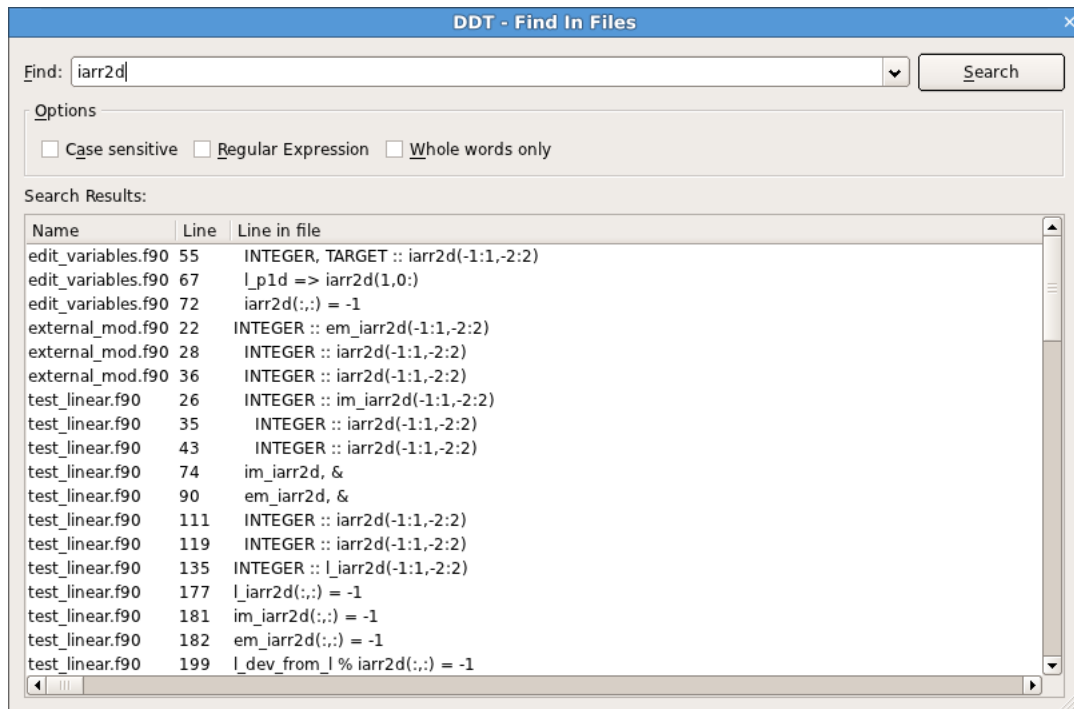 DDT - Find In Files
Find: iarr2d Search
Options
Case sensitive Regular Expression Whole words only
Search Results:
Name Line Line in file
edit_variables.f90 55 INTEGER, TARGET :: iarr2d(-1:1,-2:2)
edit_variables.f90 67 l_p1d => iarr2d(1,0:)
edit_variables.f90 72 iarr2d(:,:) = -1
external_mod.f90 22 INTEGER :: em_iarr2d(-1:1,-2:2)
external_mod.f90 28 INTEGER :: iarr2d(-1:1,-2:2)
external_mod.f90 36 INTEGER :: iarr2d(-1:1,-2:2)
test_linear.f90 26 INTEGER :: im_iarr2d(-1:1,-2:2)
test_linear.f90 35 INTEGER :: iarr2d(-1:1,-2:2)
test_linear.f90 43 INTEGER :: iarr2d(-1:1,-2:2)
test_linear.f90 74 im_iarr2d, &
test_linear.f90 90 em_iarr2d, &
test_linear.f90 111 INTEGER :: iarr2d(-1:1,-2:2)
test_linear.f90 119 INTEGER :: iarr2d(-1:1,-2:2)
test_linear.f90 135 INTEGER :: l_iarr2d(-1:1,-2:2)
test_linear.f90 177 l_iarr2d(:,:) = -1
test_linear.f90 181 im_iarr2d(:,:) = -1
test_linear.f90 182 em_iarr2d(:,:) = -1
test_linear.f90 199 l_dev_from_l % iarr2d(:,:) = -1